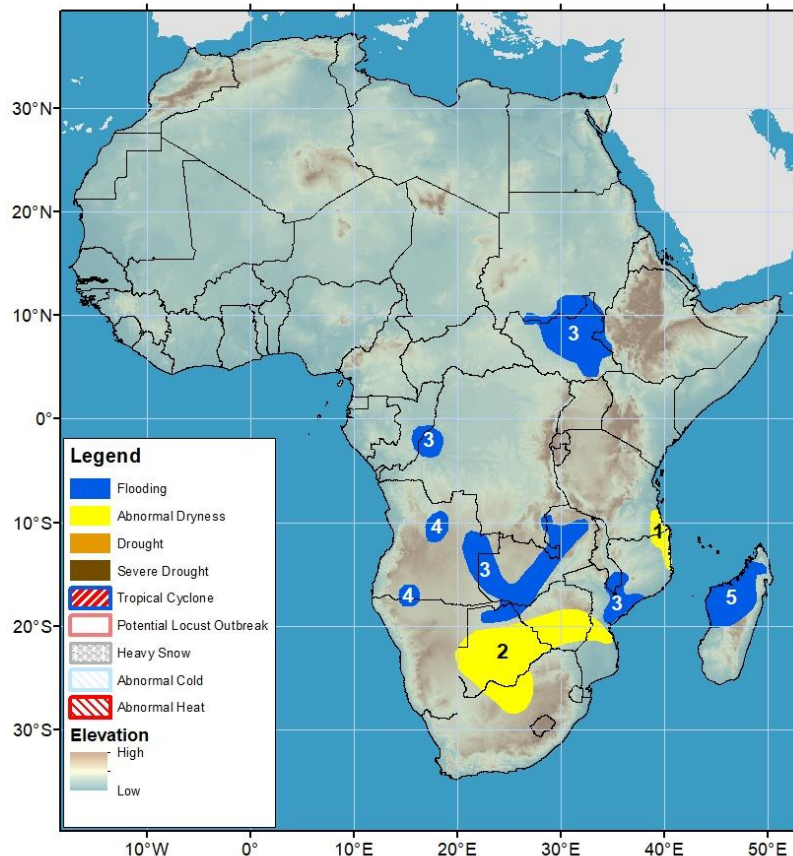 30°N
20°N
10°N
3
0°
3
Legend
Flooding
Abnormal Dryness
Drought
Severe Drought
Tropical Cyclone
Potential Locust Outbreak
Heavy Snow
Abnormal Cold
Abnormal Heat
Elevation
High
Low
10°S
4
1
3
4
3
5
20°S
2
30°S
10°W
0°
10°E
20°E
30°E
40°E
50°E